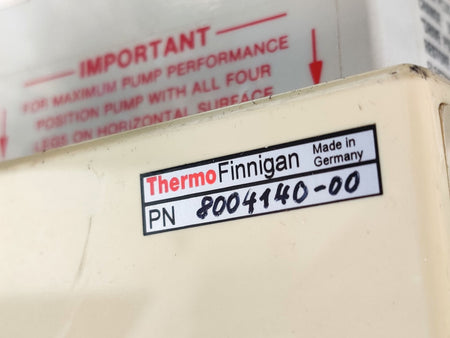 IMPORTANT
FOR MAXIMUM PUMP PERFORMANCE
POSITION PUMP WITH ALL FOUR
LEGS ON HORIZONTAL SURFACE
ThermoFinnigan Made in
Germany
PN 8004140-00